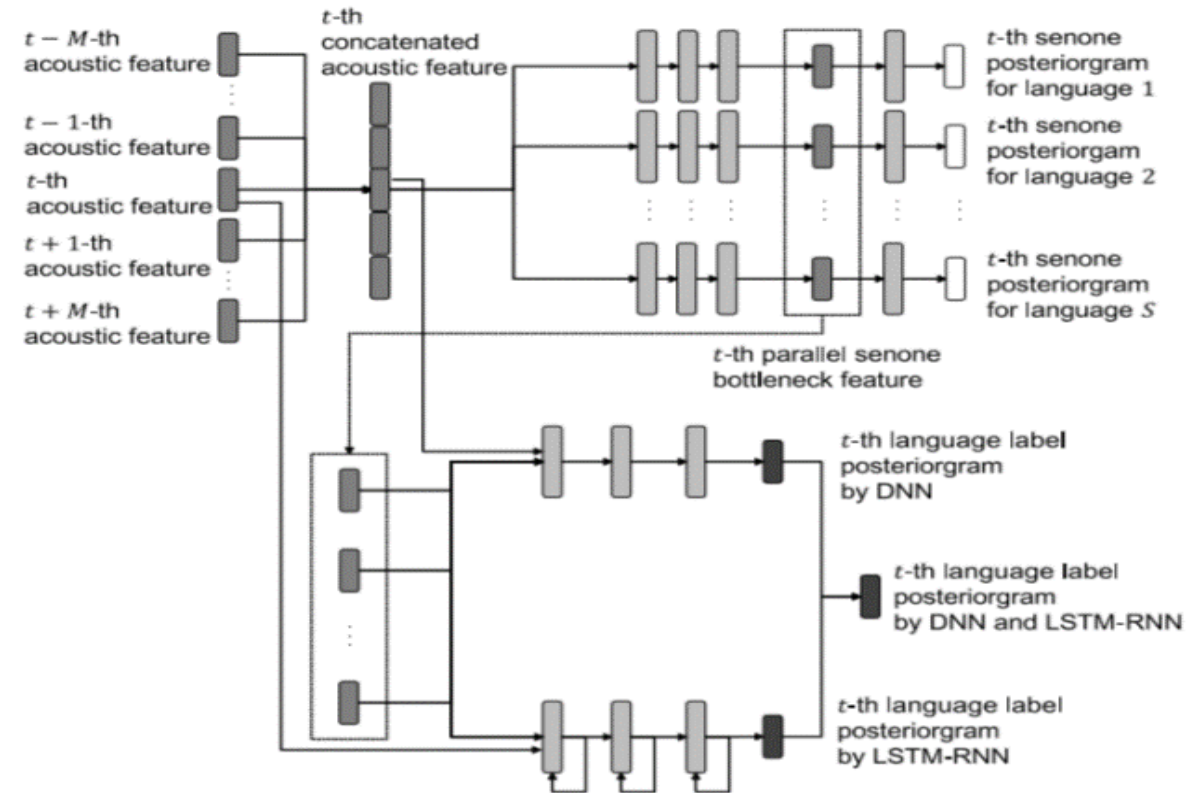 t − M-th
acoustic feature
t − 1-th
acoustic feature
t-th
acoustic feature
t + 1-th
acoustic feature
t + M-th
acoustic feature
t-th
concatenated
acoustic feature
t-th senone
posteriorgram
for language 1
t-th senone
posteriorgam
for language 2
t-th senone
posteriorgram
for language S
t-th parallel senone
bottleneck feature
t-th language label
posteriorgram
by DNN
t-th language label
posteriorgram
by DNN and LSTM-RNN
t-th language label
posteriorgram
by LSTM-RNN